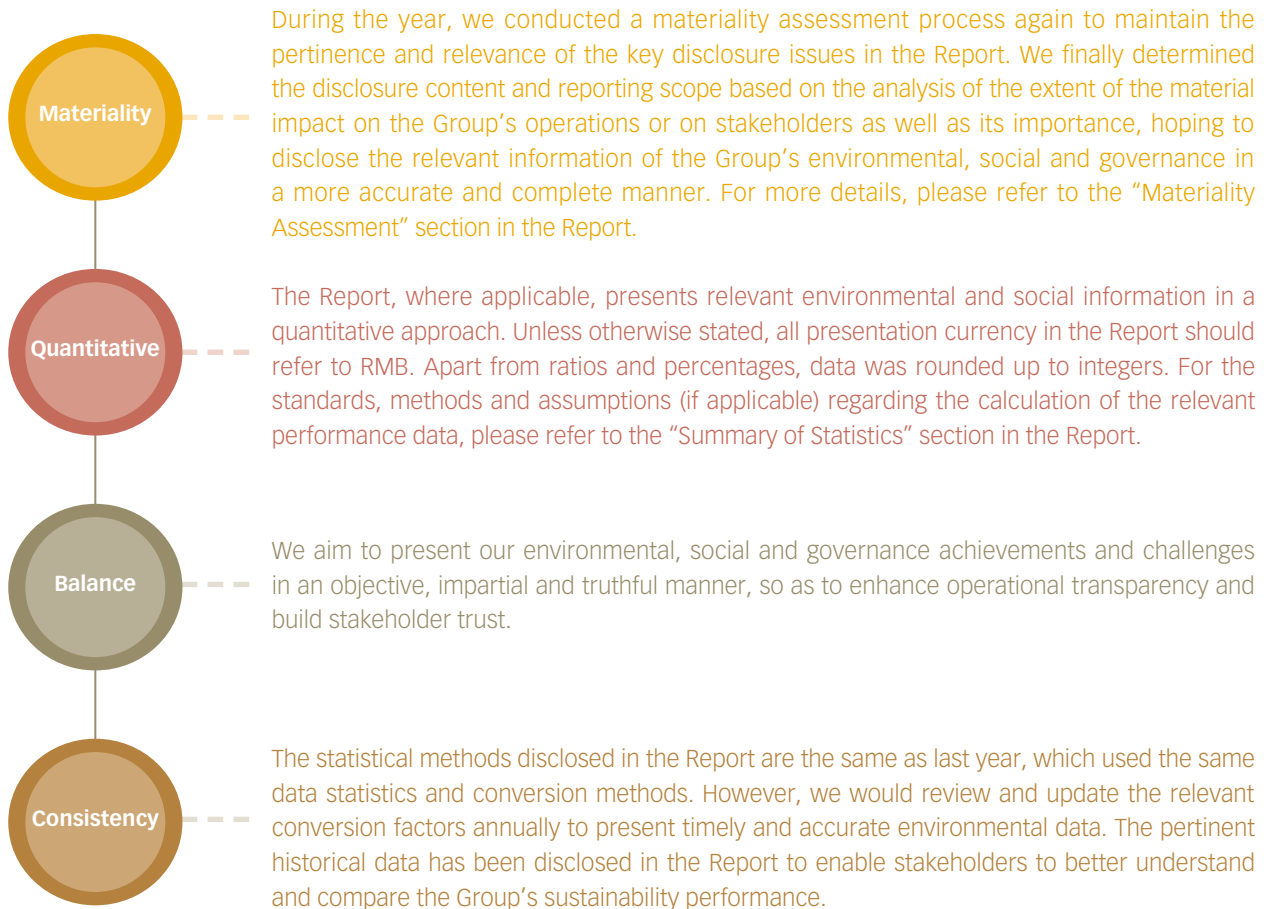 Materiality
During the year, we conducted a materiality assessment process again to maintain the
pertinence and relevance of the key disclosure issues in the Report. We finally determined
the disclosure content and reporting scope based on the analysis of the extent of the material
impact on the Group's operations or on stakeholders as well as its importance, hoping to
disclose the relevant information of the Group's environmental, social and governance in
a more accurate and complete manner. For more details, please refer to the “Materiality
Assessment” section in the Report.
Quantitative
The Report, where applicable, presents relevant environmental and social information in a
quantitative approach. Unless otherwise stated, all presentation currency in the Report should
refer to RMB. Apart from ratios and percentages, data was rounded up to integers. For the
standards, methods and assumptions (if applicable) regarding the calculation of the relevant
performance data, please refer to the “Summary of Statistics” section in the Report.
Balance
We aim to present our environmental, social and governance achievements and challenges
in an objective, impartial and truthful manner, so as to enhance operational transparency and
build stakeholder trust.
Consistency
The statistical methods disclosed in the Report are the same as last year, which used the same
data statistics and conversion methods. However, we would review and update the relevant
conversion factors annually to present timely and accurate environmental data. The pertinent
historical data has been disclosed in the Report to enable stakeholders to better understand
and compare the Group's sustainability performance.